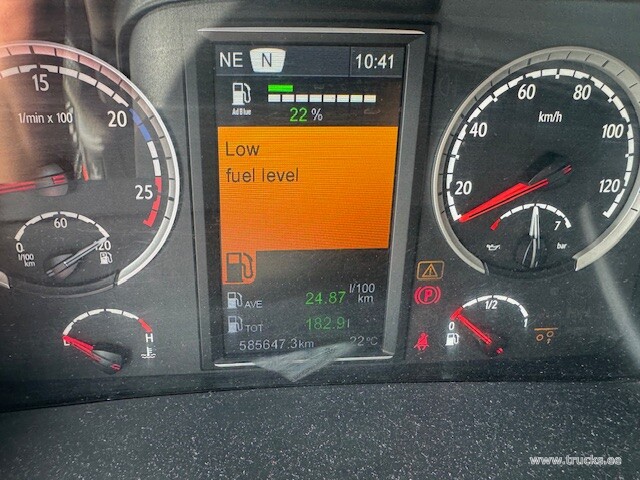 NE N 10:41
AdBlue
22 %
Low
fuel level
AVE 24.87 l/100 km
TOT 182.9 l
585647.3km 22°C
15
20
25
1/min x 100
0 60 120
l/100
km
H
20 40 60 80 100 120
km/h
7
bar
0 1/2 1
www.trucks.ee